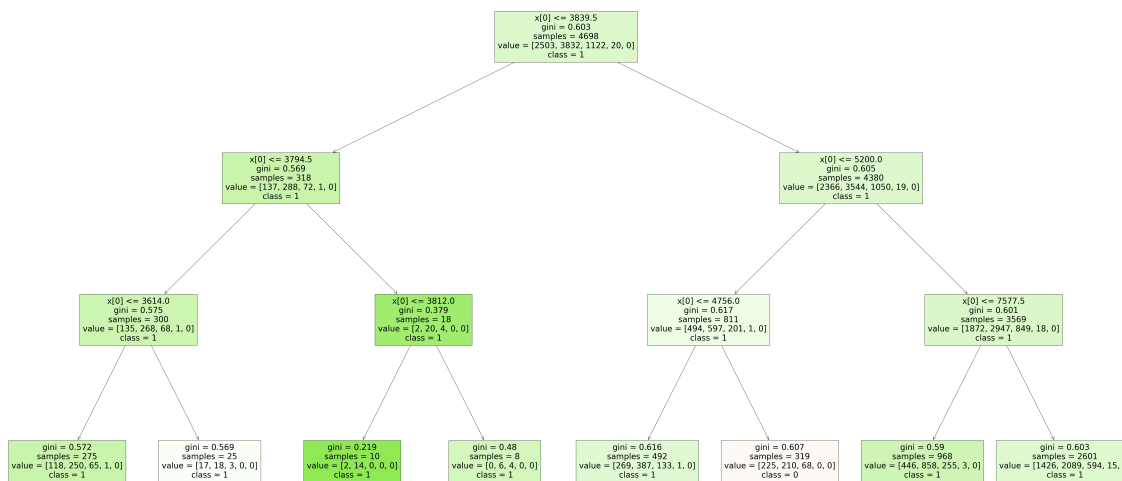 x[0] <= 3839.5
gini = 0.603
samples = 4698
value = [2503, 3832, 1122, 20, 0]
class = 1
x[0] <= 3794.5
gini = 0.569
samples = 318
value = [137, 288, 72, 1, 0]
class = 1
x[0] <= 5200.0
gini = 0.605
samples = 4380
value = [2366, 3544, 1050, 19, 0]
class = 1
x[0] <= 3614.0
gini = 0.575
samples = 300
value = [135, 268, 68, 1, 0]
class = 1
x[0] <= 3812.0
gini = 0.379
samples = 18
value = [2, 20, 4, 0, 0]
class = 1
x[0] <= 4756.0
gini = 0.617
samples = 811
value = [494, 597, 201, 1, 0]
class = 1
x[0] <= 7577.5
gini = 0.601
samples = 3569
value = [1872, 2947, 849, 18, 0]
class = 1
gini = 0.572
samples = 275
value = [118, 250, 65, 1, 0]
class = 1
gini = 0.569
samples = 25
value = [17, 18, 3, 0, 0]
class = 1
gini = 0.219
samples = 10
value = [2, 14, 0, 0, 0]
class = 1
gini = 0.48
samples = 8
value = [0, 6, 4, 0, 0]
class = 1
gini = 0.616
samples = 492
value = [269, 387, 133, 1, 0]
class = 1
gini = 0.607
samples = 319
value = [225, 210, 68, 0, 0]
class = 0
gini = 0.59
samples = 968
value = [446, 858, 255, 3, 0]
class = 1
gini = 0.603
samples = 2601
value = [1426, 2089, 594, 15,
class = 1